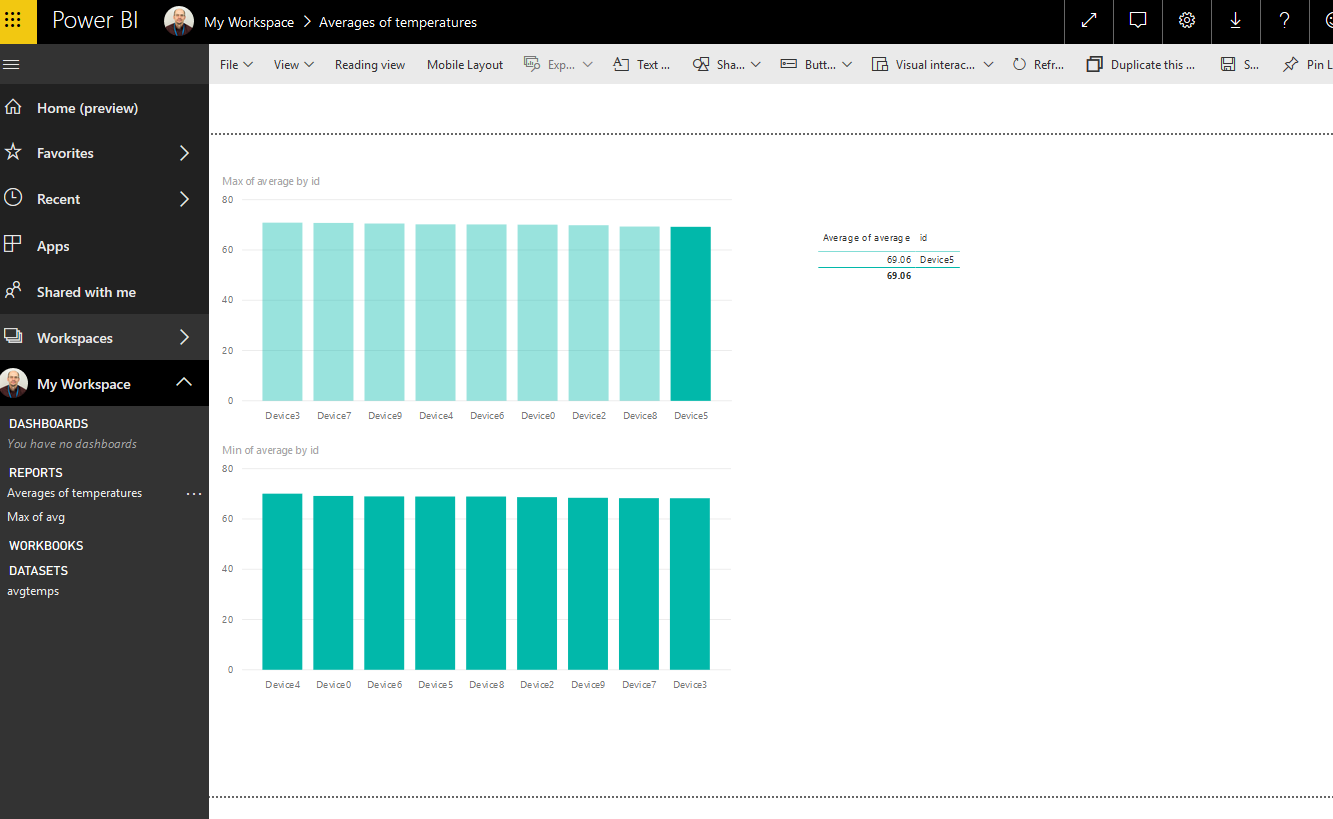 Power BI
My Workspace > Averages of temperatures
?
File View Reading view Mobile Layout Exp... Text ... Sha... Butt... Visual interac... Refr... Duplicate this ... S... Pin L
Home (preview)
Favorites
Recent
Apps
Shared with me
Workspaces
My Workspace
DASHBOARDS
You have no dashboards
REPORTS
Averages of temperatures ...
Max of avg
WORKBOOKS
DATASETS
avgtemps
Max of average by id
80
60
40
20
0
Device3 Device7 Device9 Device4 Device6 Device0 Device2 Device8 Device5
Average of average id
69.06 Device5
69.06
Min of average by id
80
60
40
20
0
Device4 Device0 Device6 Device5 Device8 Device2 Device9 Device7 Device3